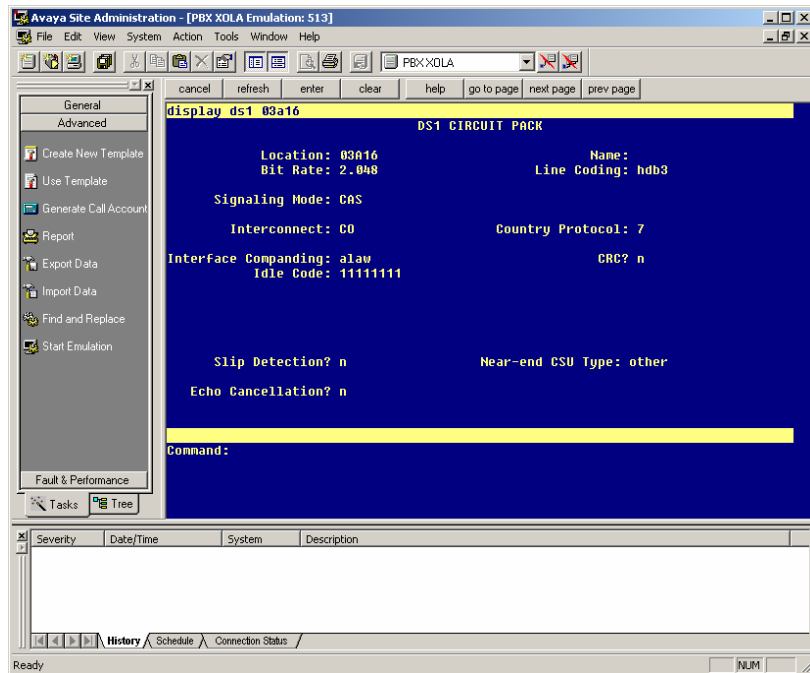 Avaya Site Administration - [PBX XOLA Emulation: 513]
File Edit View System Action Tools Window Help
PBX XOLA
cancel refresh enter clear help go to page next page prev page
General
Advanced
Create New Template
Use Template
Generate Call Account
Report
Export Data
Import Data
Find and Replace
Start Emulation
Fault & Performance
Tasks Tree
display ds1 03a16
DS1 CIRCUIT PACK
Location: 03A16 Name:
Bit Rate: 2.048 Line Coding: hdb3
Signaling Mode: CAS
Interconnect: CO Country Protocol: 7
Interface Companding: alaw CRC? n
Idle Code: 11111111
Slip Detection? n Near-end CSU Type: other
Echo Cancellation? n
Command:
Severity Date/Time System Description
History Schedule Connection Status
Ready NUM